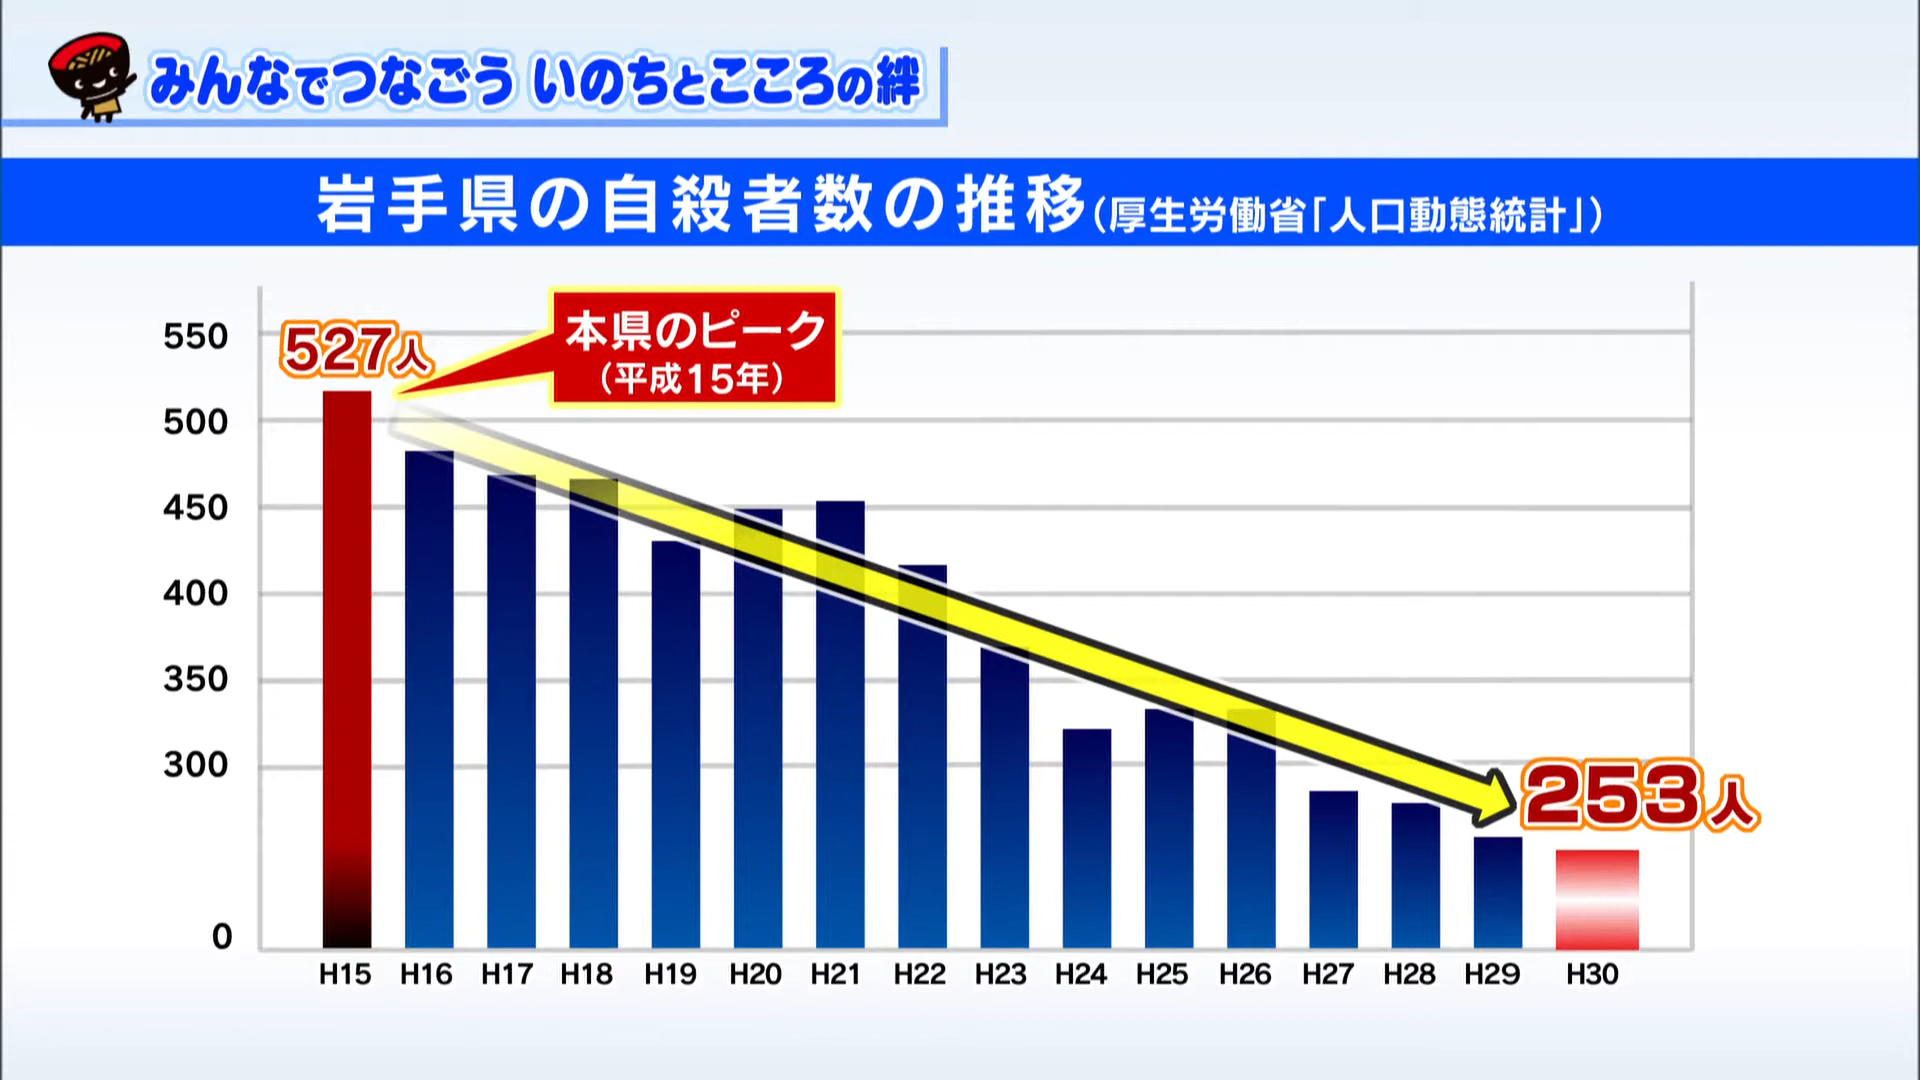 みんなでつなごう いのちとこころの絆
岩手県の自殺者数の推移(厚生労働省「人口動態統計」)
本県のピーク
(平成15年)
527人
550
500
450
400
350
300
0
253人
H15 H16 H17 H18 H19 H20 H21 H22 H23 H24 H25 H26 H27 H28 H29 H30